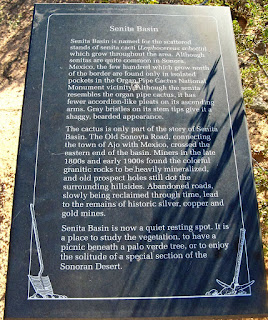 Senita Basin
Senita Basin is named for the scattered
stands of senita cacti (Lophocereus schottii)
which grow throughout the area. Although
senitas are quite common in Sonora,
Mexico, the few hundred which grow north
of the border are found only in isolated
pockets in the Organ Pipe Cactus National
Monument vicinity. Although the senita
resembles the organ pipe cactus, it has
fewer accordion-like pleats on its ascending
arms. Gray bristles on its stem tips give it a
shaggy, bearded appearance.
The cactus is only part of the story of Senita
Basin. The Old Sonoyta Road, connecting
the town of Ajo with Mexico, crossed the
eastern end of the basin. Miners in the late
1800s and early 1900s found the colorful
granitic rocks to be heavily mineralized,
and old prospect holes still dot the
surrounding hillsides. Abandoned roads,
slowly being reclaimed through time, lead
to the remains of historic silver, copper and
gold mines.
Senita Basin is now a quiet resting spot. It is
a place to study the vegetation, to have a
picnic beneath a palo verde tree, or to enjoy
the solitude of a special section of the
Sonoran Desert.